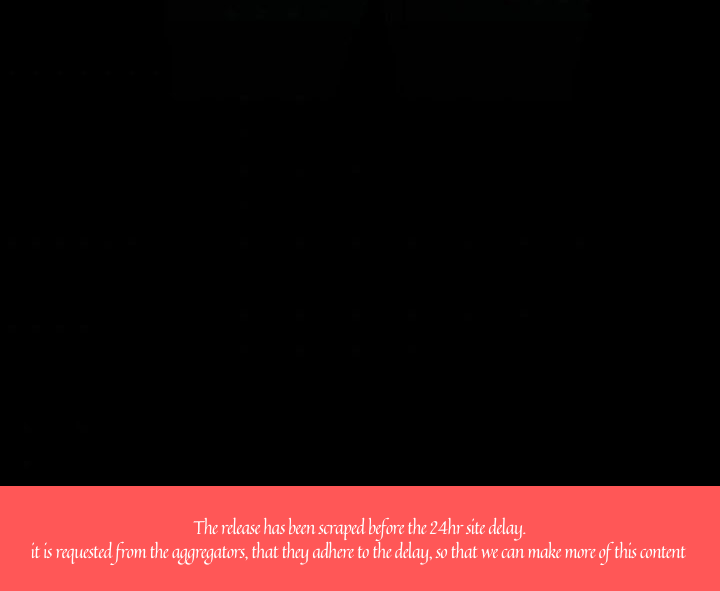 The release has been scraped before the 24hr site delay.
it is requested from the aggregators, that they adhere to the delay, so that we can make more of this content